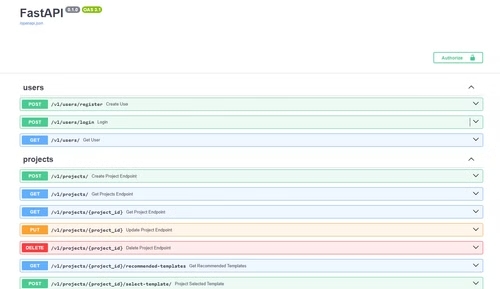 FastAPI 0.1.0 OAS 3.1
/openapi.json
Authorize
users
POST /v1/users/register Create User
POST /v1/users/login Login
GET /v1/users/ Get User
projects
POST /v1/projects/ Create Project Endpoint
GET /v1/projects/ Get Projects Endpoint
GET /v1/projects/{project_id} Get Project Endpoint
PUT /v1/projects/{project_id} Update Project Endpoint
DELETE /v1/projects/{project_id} Delete Project Endpoint
GET /v1/projects/{project_id}/recommended-templates Get Recommended Templates
POST /v1/projects/{project_id}/select-template/ Project Selected Template